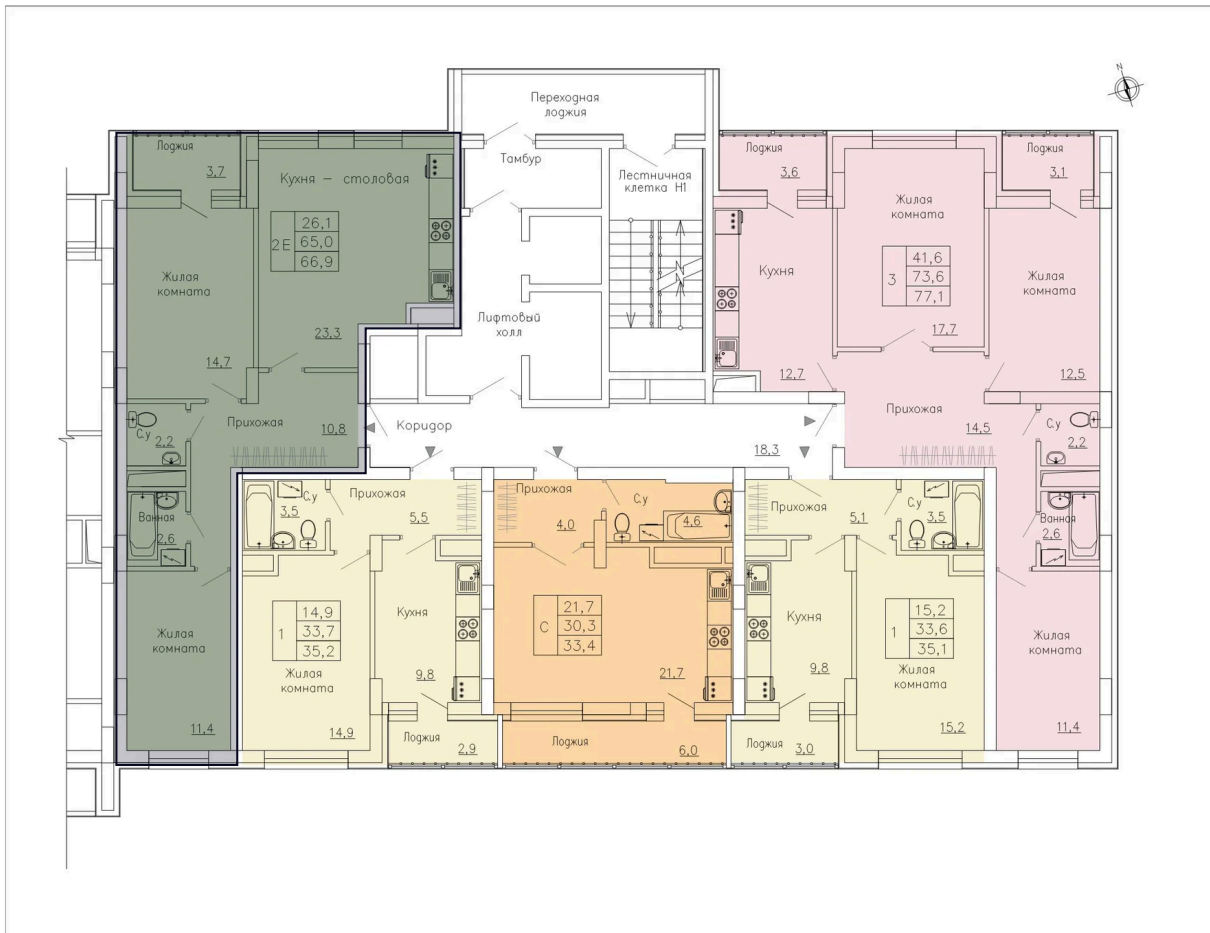 N
Переходная
лоджия
Тамбур
Лестничная
клетка Н1
Лифтовый
холл
Коридор
18,3
Лоджия
3,7
Кухня – столовая
2Е
26,1
65,0
66,9
Жилая
комната
23,3
14,7
Прихожая
10,8
С.у
2,2
Ванная
2,6
Жилая
комната
11,4
Лоджия
3,6
Лоджия
3,1
Жилая
комната
Кухня
3
41,6
73,6
77,1
Жилая
комната
17,7
12,7
12,5
Прихожая
14,5
С.у
2,2
Ванная
2,6
Жилая
комната
11,4
С.у
3,5
Прихожая
5,5
1
14,9
33,7
35,2
Кухня
Жилая
комната
9,8
14,9
Лоджия
2,9
Прихожая
4,0
С.у
4,6
С
21,7
30,3
33,4
21,7
Лоджия
6,0
Прихожая
5,1
С.у
3,5
Кухня
1
15,2
33,6
35,1
Жилая
комната
9,8
15,2
Лоджия
3,0